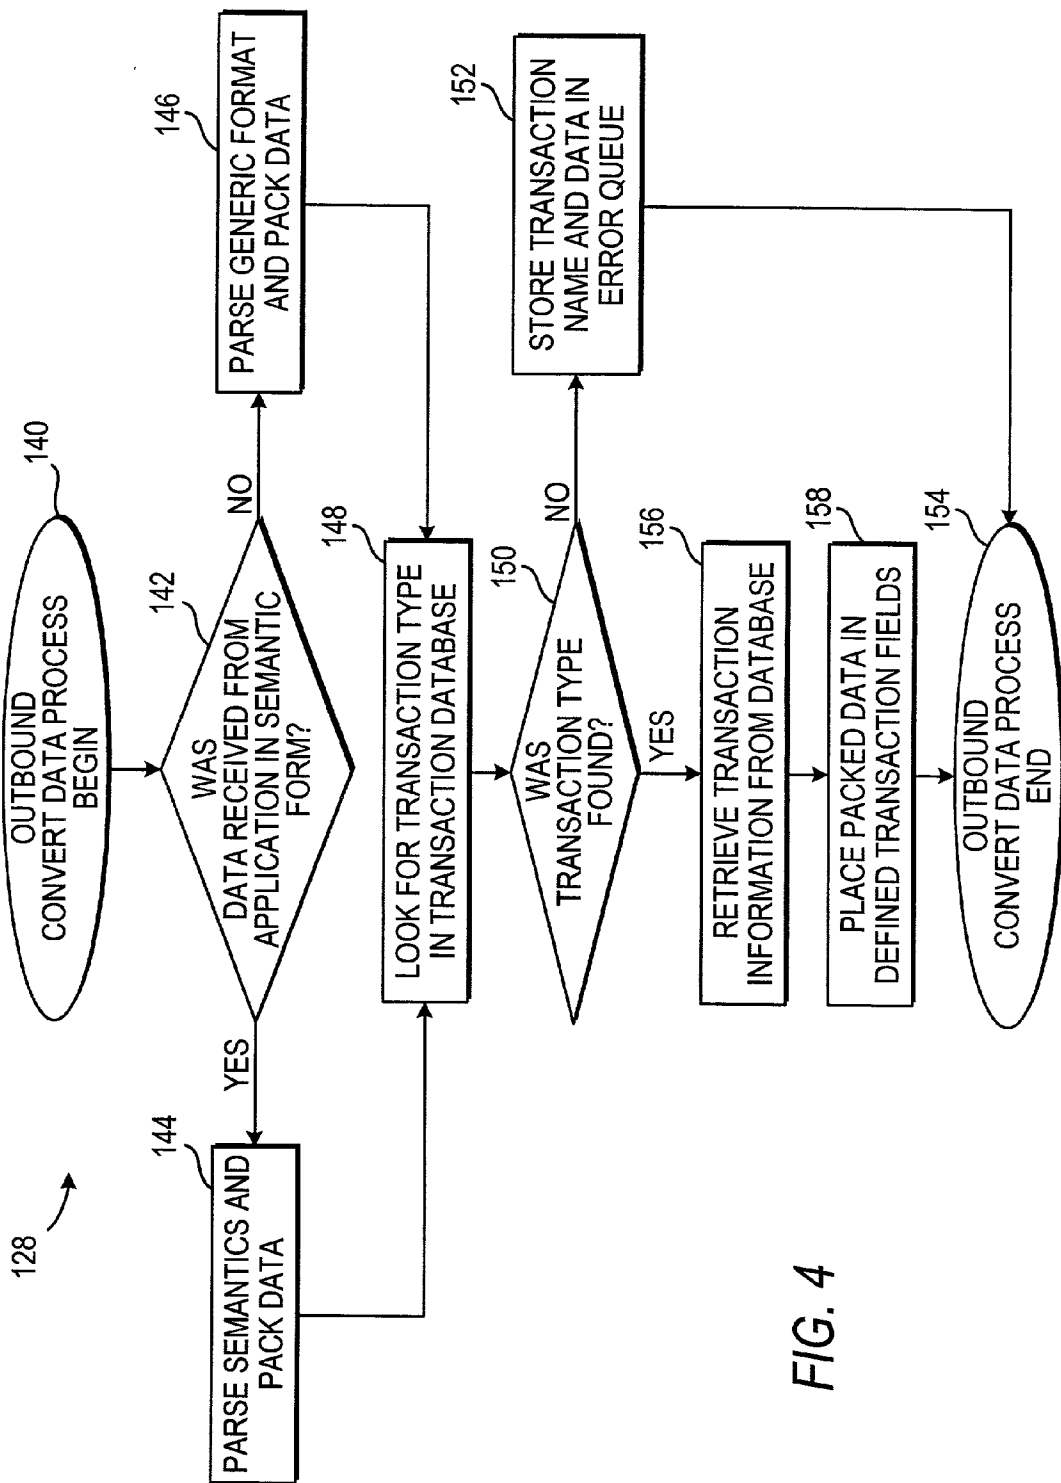 128
OUTBOUND
CONVERT DATA PROCESS
BEGIN
140
WAS
DATA RECEIVED FROM
APPLICATION IN SEMANTIC
FORM?
142
YES
NO
144
PARSE SEMANTICS AND
PACK DATA
146
PARSE GENERIC FORMAT
AND PACK DATA
148
LOOK FOR TRANSACTION TYPE
IN TRANSACTION DATABASE
150
WAS
TRANSACTION TYPE
FOUND?
NO
YES
152
STORE TRANSACTION
NAME AND DATA IN
ERROR QUEUE
156
RETRIEVE TRANSACTION
INFORMATION FROM DATABASE
158
PLACE PACKED DATA IN
DEFINED TRANSACTION FIELDS
154
OUTBOUND
CONVERT DATA PROCESS
END
FIG. 4